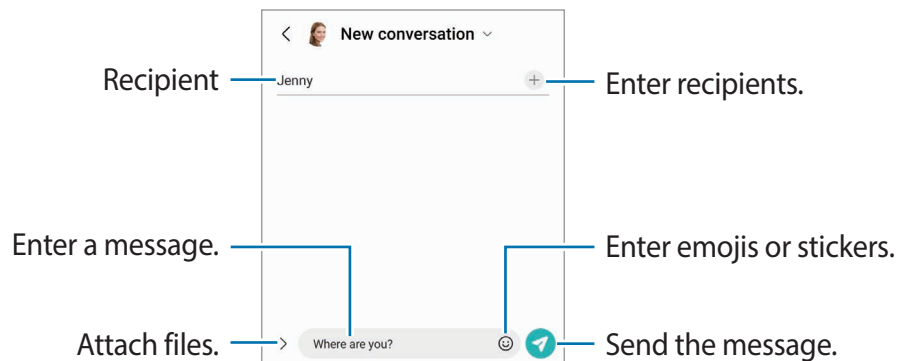 New conversation
Recipient
Jenny
Enter recipients.
Enter a message.
Enter emojis or stickers.
Attach files.
Where are you?
Send the message.